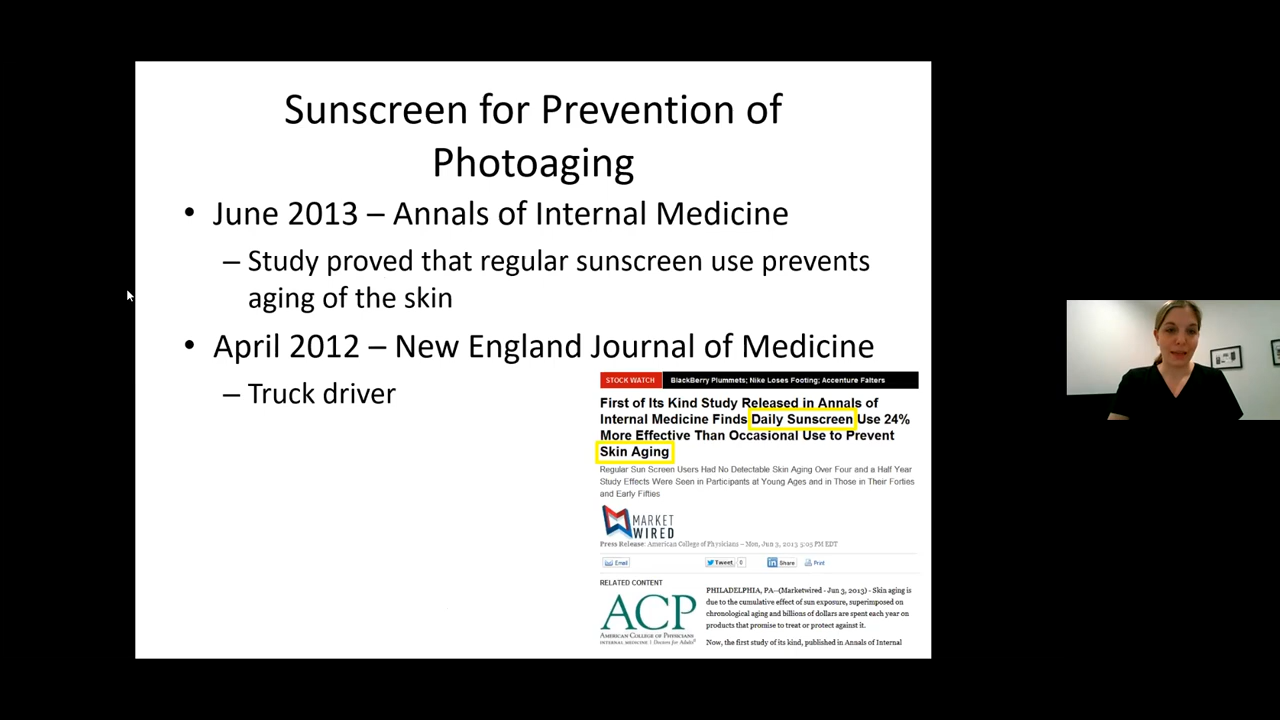 Sunscreen for Prevention of
Photoaging
• June 2013 – Annals of Internal Medicine
– Study proved that regular sunscreen use prevents
aging of the skin
• April 2012 – New England Journal of Medicine
– Truck driver
STOCK WATCH BlackBerry Plummets; Nike Loses Footing; Accenture Falters
First of Its Kind Study Released in Annals of
Internal Medicine Finds Daily Sunscreen Use 24%
More Effective Than Occasional Use to Prevent
Skin Aging
Regular Sun Screen Users Had No Detectable Skin Aging Over Four and a Half Year
Study Effects Were Seen in Participants at Young Ages and in Those in Their Forties
and Early Fifties
MARKET
WIRED
Press Release: American College of Physicians – Mon, Jun 3, 2013 5:05 PM EDT
Email Tweet 0 in Share Print
RELATED CONTENT
ACP
AMERICAN COLLEGE OF PHYSICIANS
INTERNAL MEDICINE | Doctors for Adults®
PHILADELPHIA, PA--(Marketwired - Jun 3, 2013) - Skin aging is
due to the cumulative effect of sun exposure, superimposed on
chronological aging and billions of dollars are spent each year on
products that promise to treat or protect against it.
Now, the first study of its kind, published in Annals of Internal